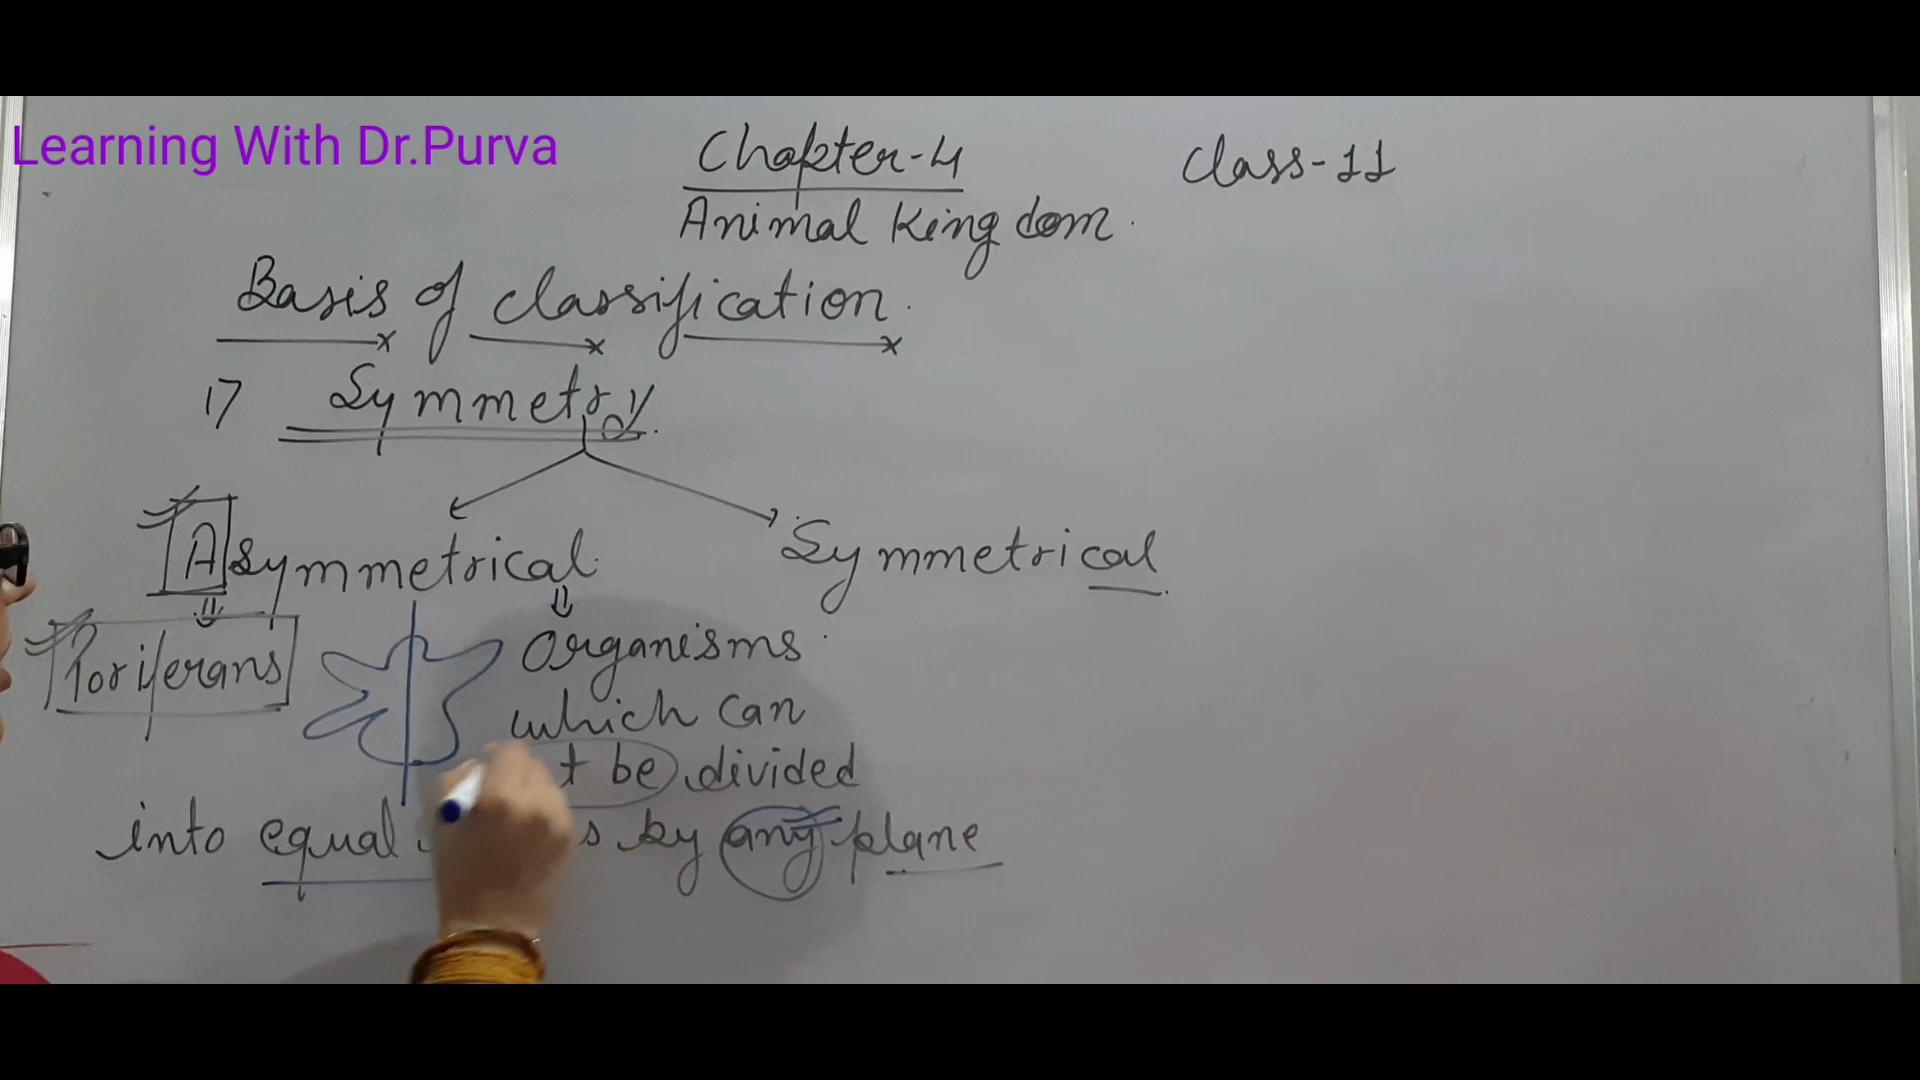 Learning With Dr.Purva
Chapter-4
Class-11
Animal Kingdom.
Basis of classification.
1) Symmetry.
Asymmetrical.
Symmetrical
Poriferans
Organisms
which can
t be divided
into equal s by any plane